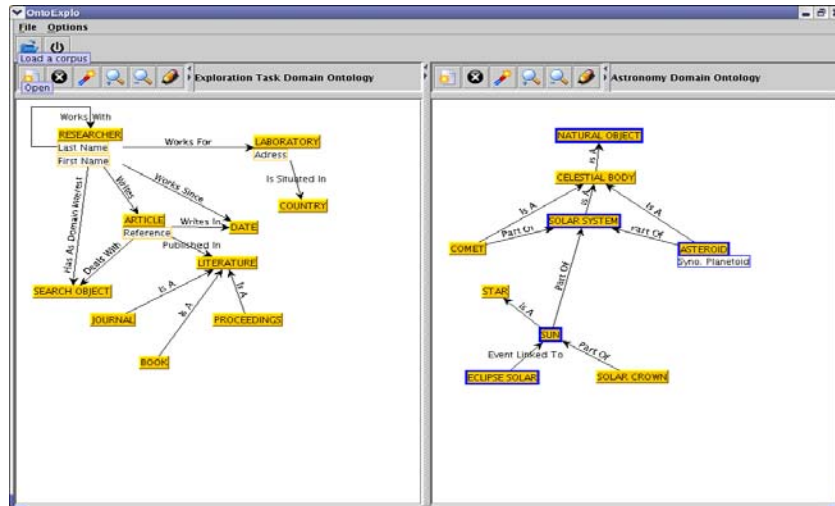 OntoExplo
File Options
Load a corpus
Open
Exploration Task Domain Ontology
Works With
RESEARCHER
Last Name
First Name
Works For
LABORATORY
Adress
Is Situated In
COUNTRY
Works Since
Writes
Has As Domain Interest
ARTICLE
Reference
Writes In
DATE
Published In
Deals With
LITERATURE
SEARCH OBJECT
Is A
Is A
Is A
JOURNAL
PROCEEDINGS
BOOK
Astronomy Domain Ontology
NATURAL OBJECT
is A
CELESTIAL BODY
Is A
is A
Is A
SOLAR SYSTEM
Part Of
Part Of
COMET
ASTEROID
Syno. Planetoid
Part Of
STAR
Is A
SUN
Event Linked To
Part Of
ECLIPSE SOLAR
SOLAR CROWN